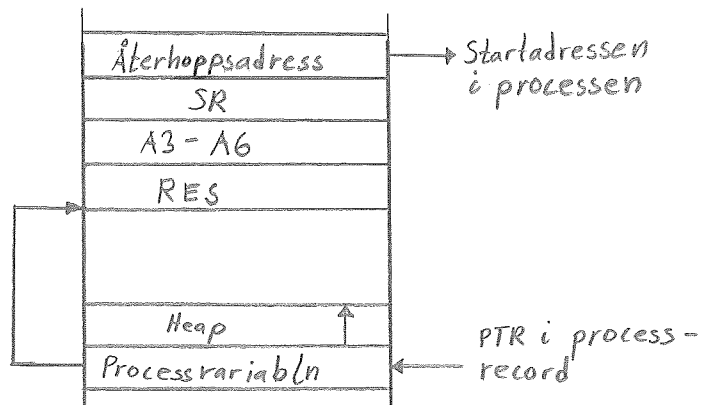 Återhoppsadress
Startadressen
i processen
SR
A3 - A6
RES
Heap
PTR i process-
record
Processvariabln